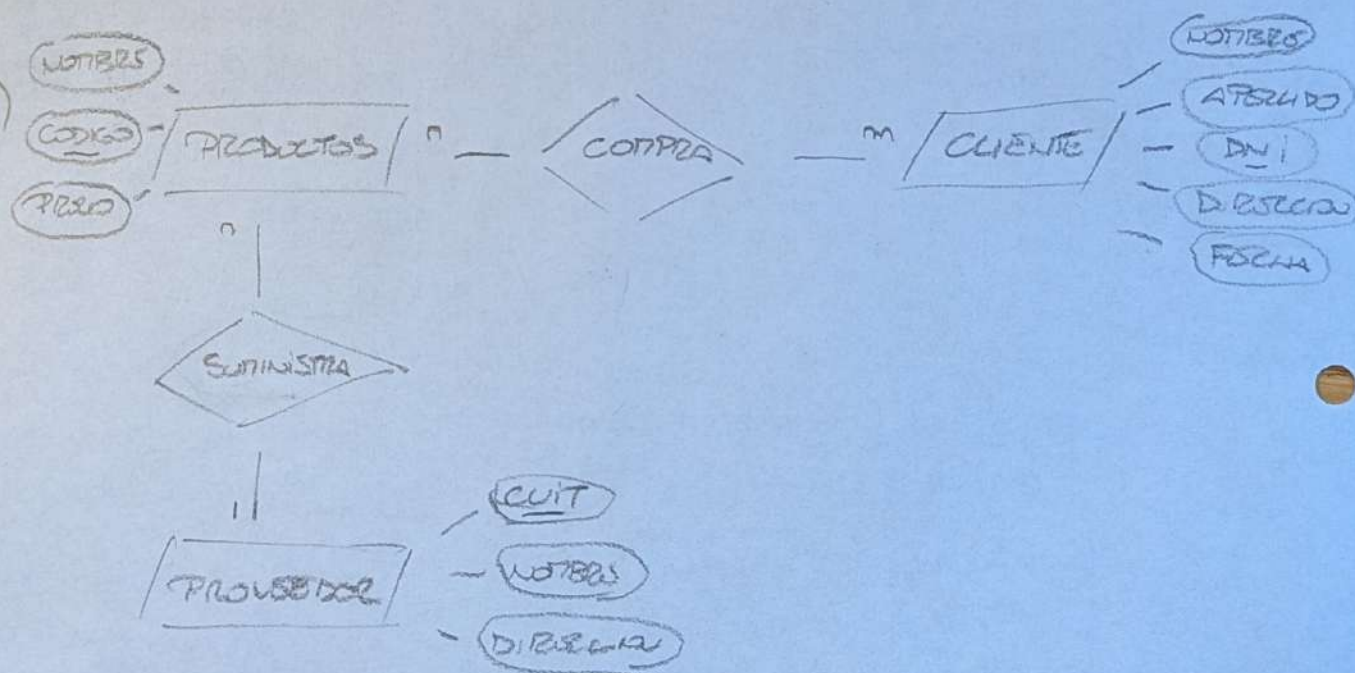 NOMBRE
CODIGO
PRECIO
PRODUCTOS
n
COMPRA
m
CLIENTE
NOMBRE
APELLIDO
DNI
DIRECCION
FECHA
n
SUMINISTRA
1
PROVEEDOR
CUIT
NOMBRE
DIRECCION